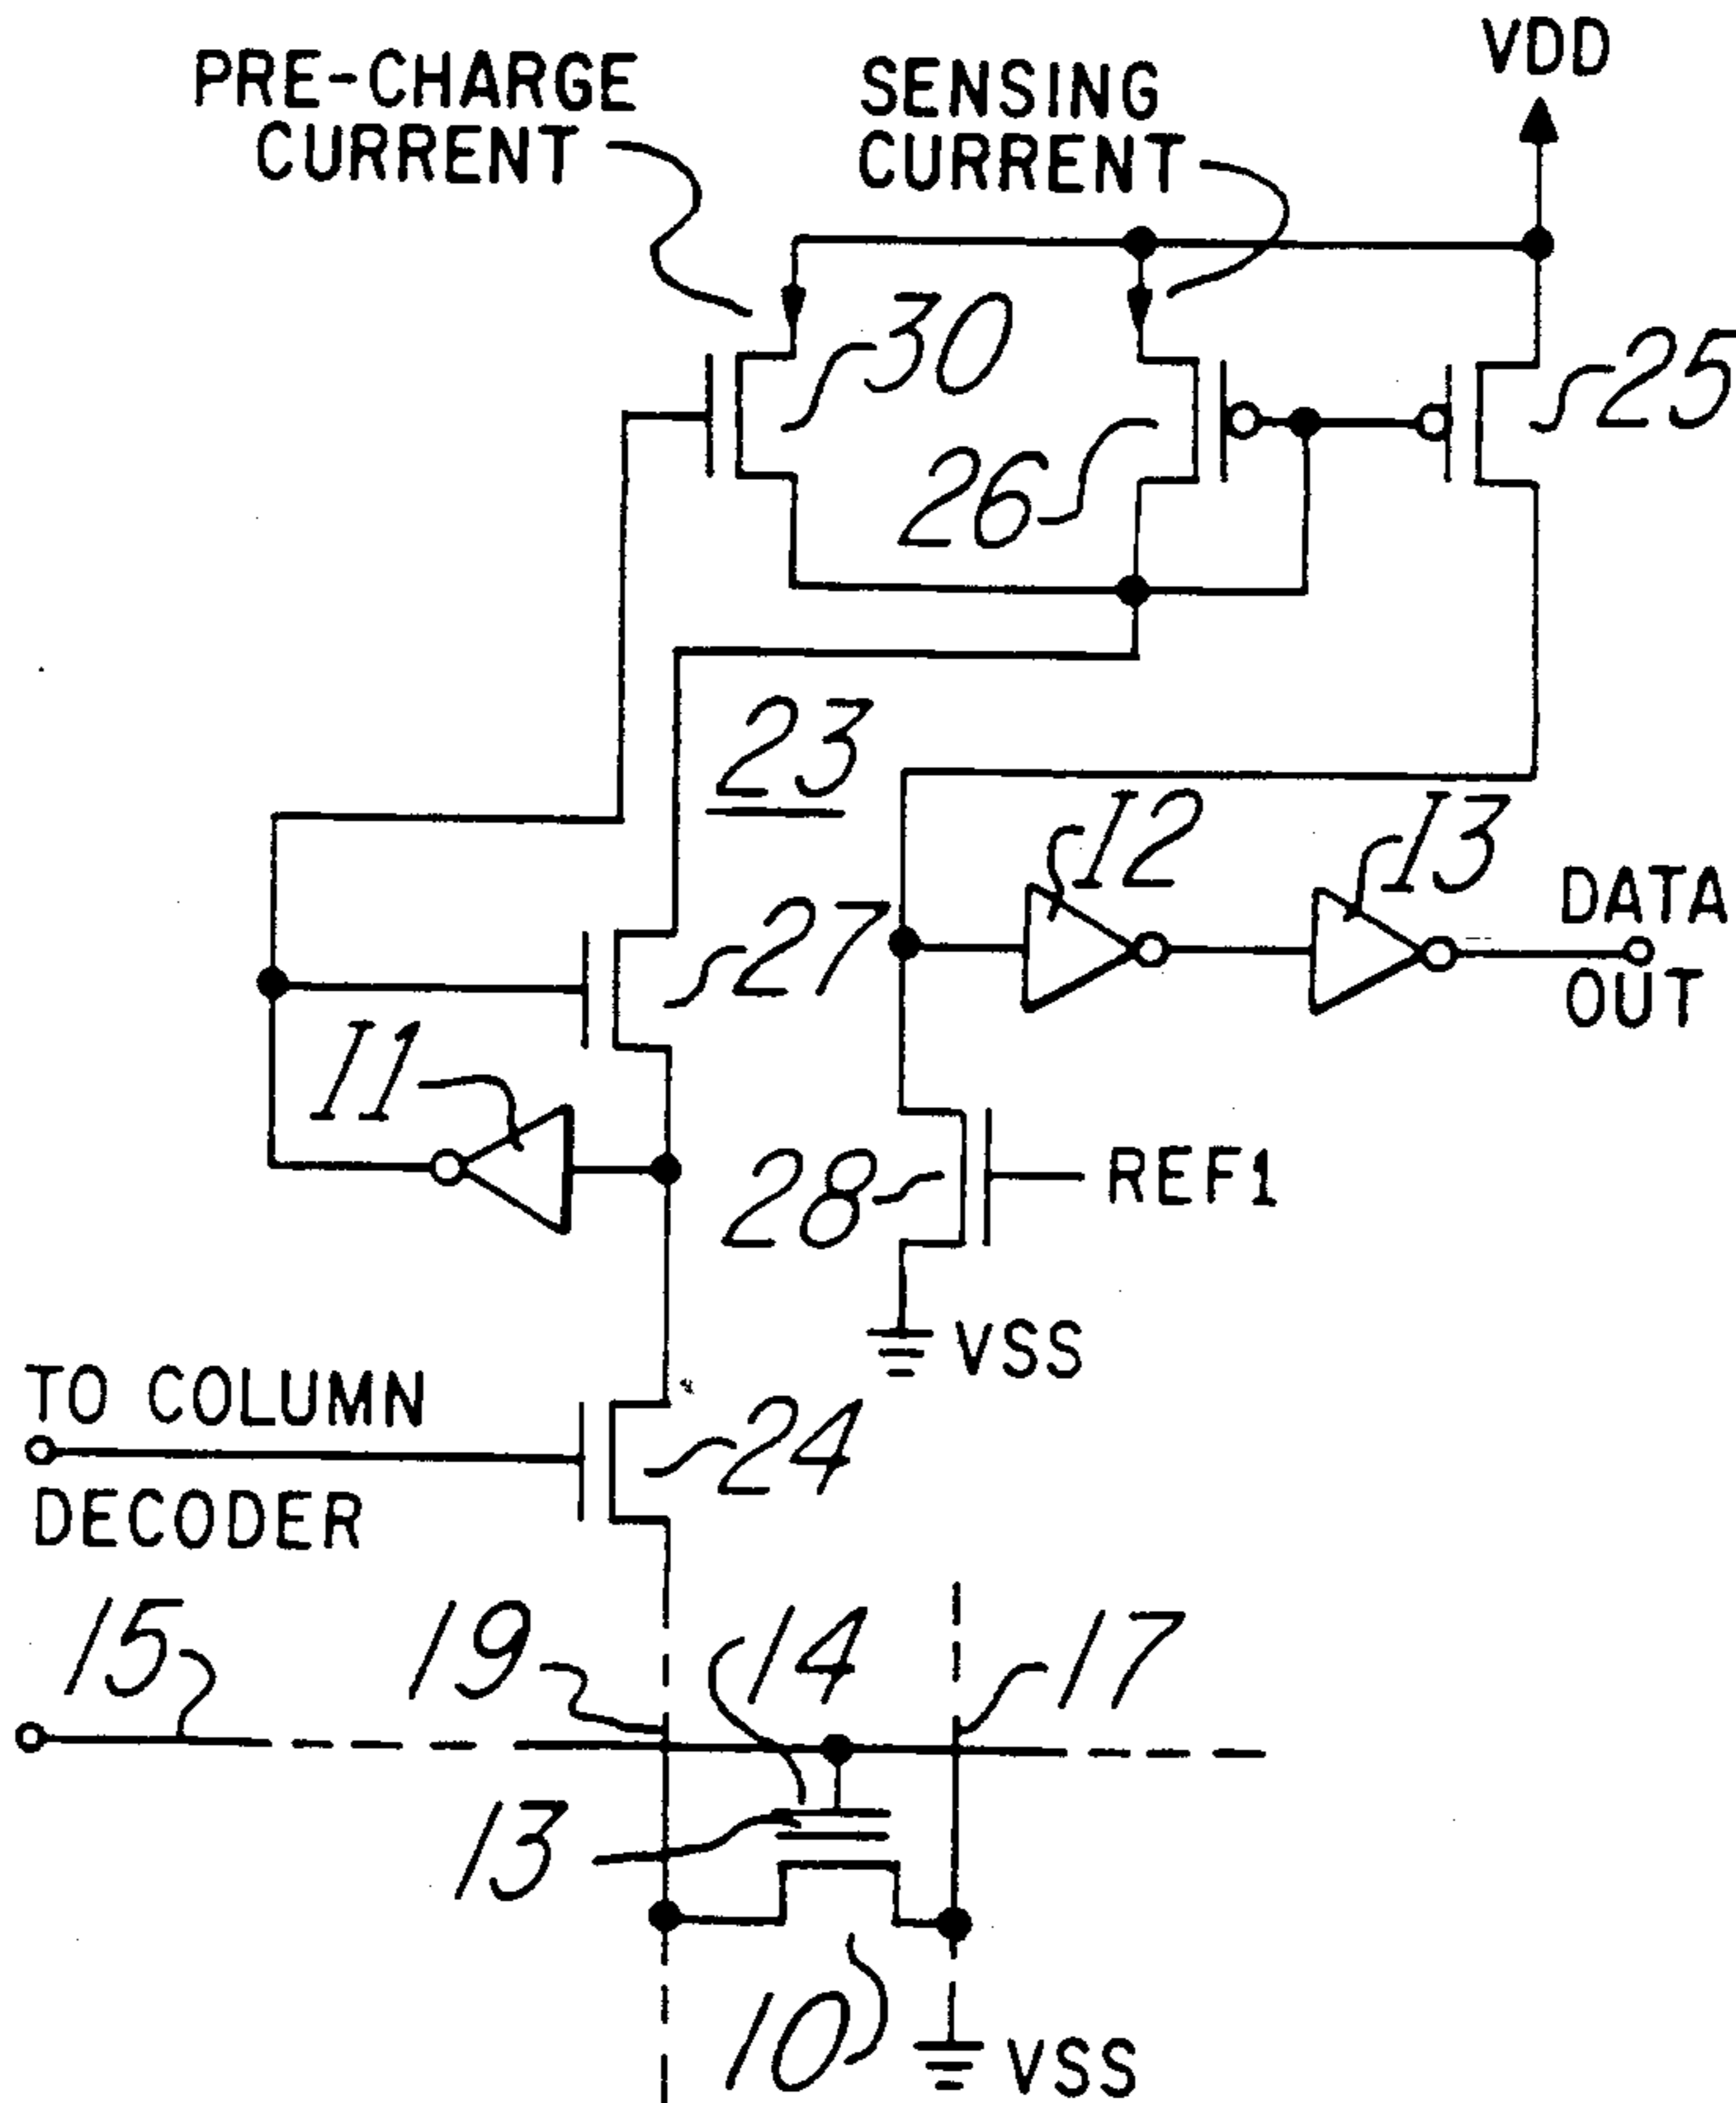 PRE-CHARGE
CURRENT
SENSING
CURRENT
VDD
30
25
26
23
I2
I3
DATA
OUT
27
I1
28
REF1
VSS
TO COLUMN
DECODER
24
15
19
14
17
13
10
VSS